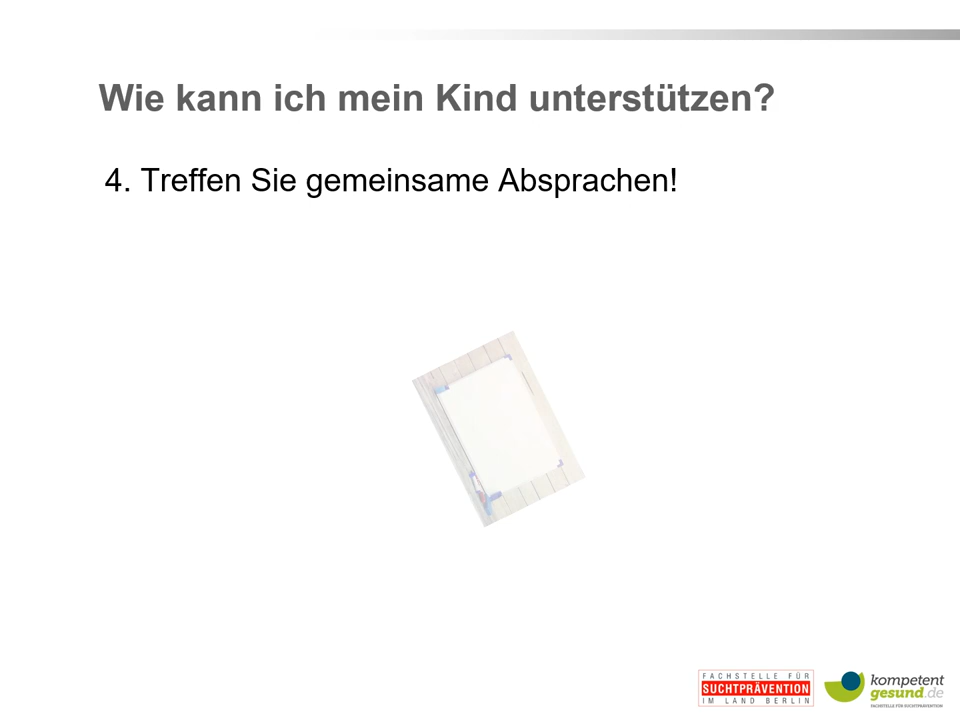 Wie kann ich mein Kind unterstützen?
4. Treffen Sie gemeinsame Absprachen!
FACHSTELLE FÜR
SUCHTPRÄVENTION
IM LAND BERLIN
kompetent
gesund.de
FACHSTELLE FÜR SUCHTPRÄVENTION